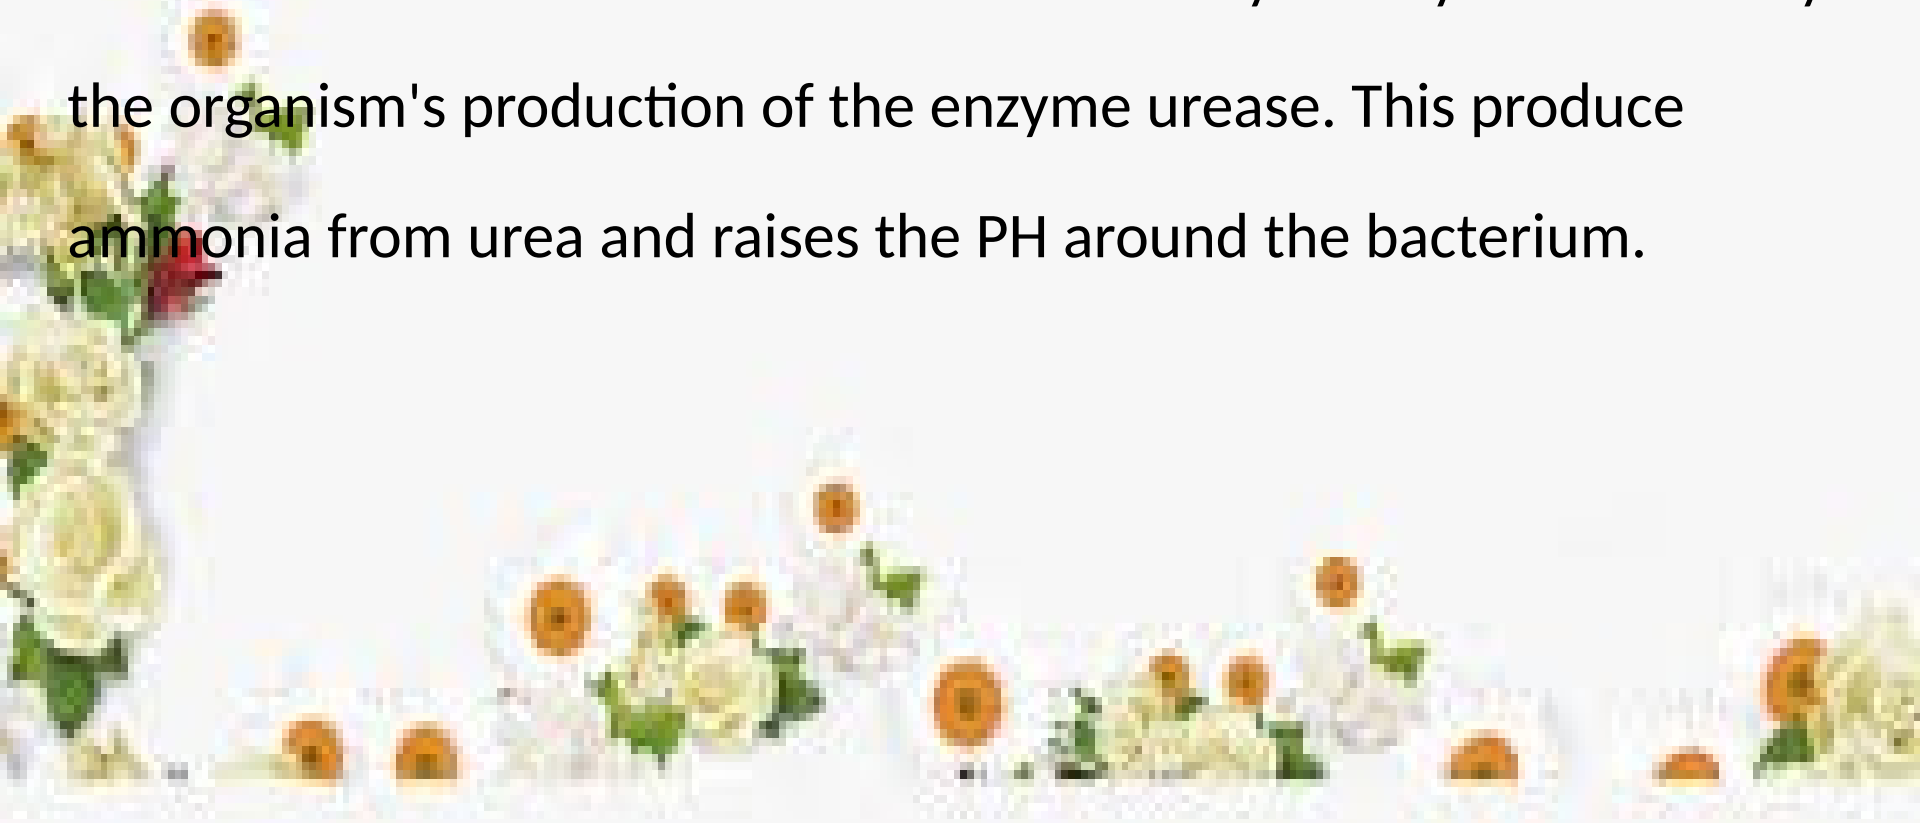 the organism's production of the enzyme urease. This produce
ammonia from urea and raises the PH around the bacterium.